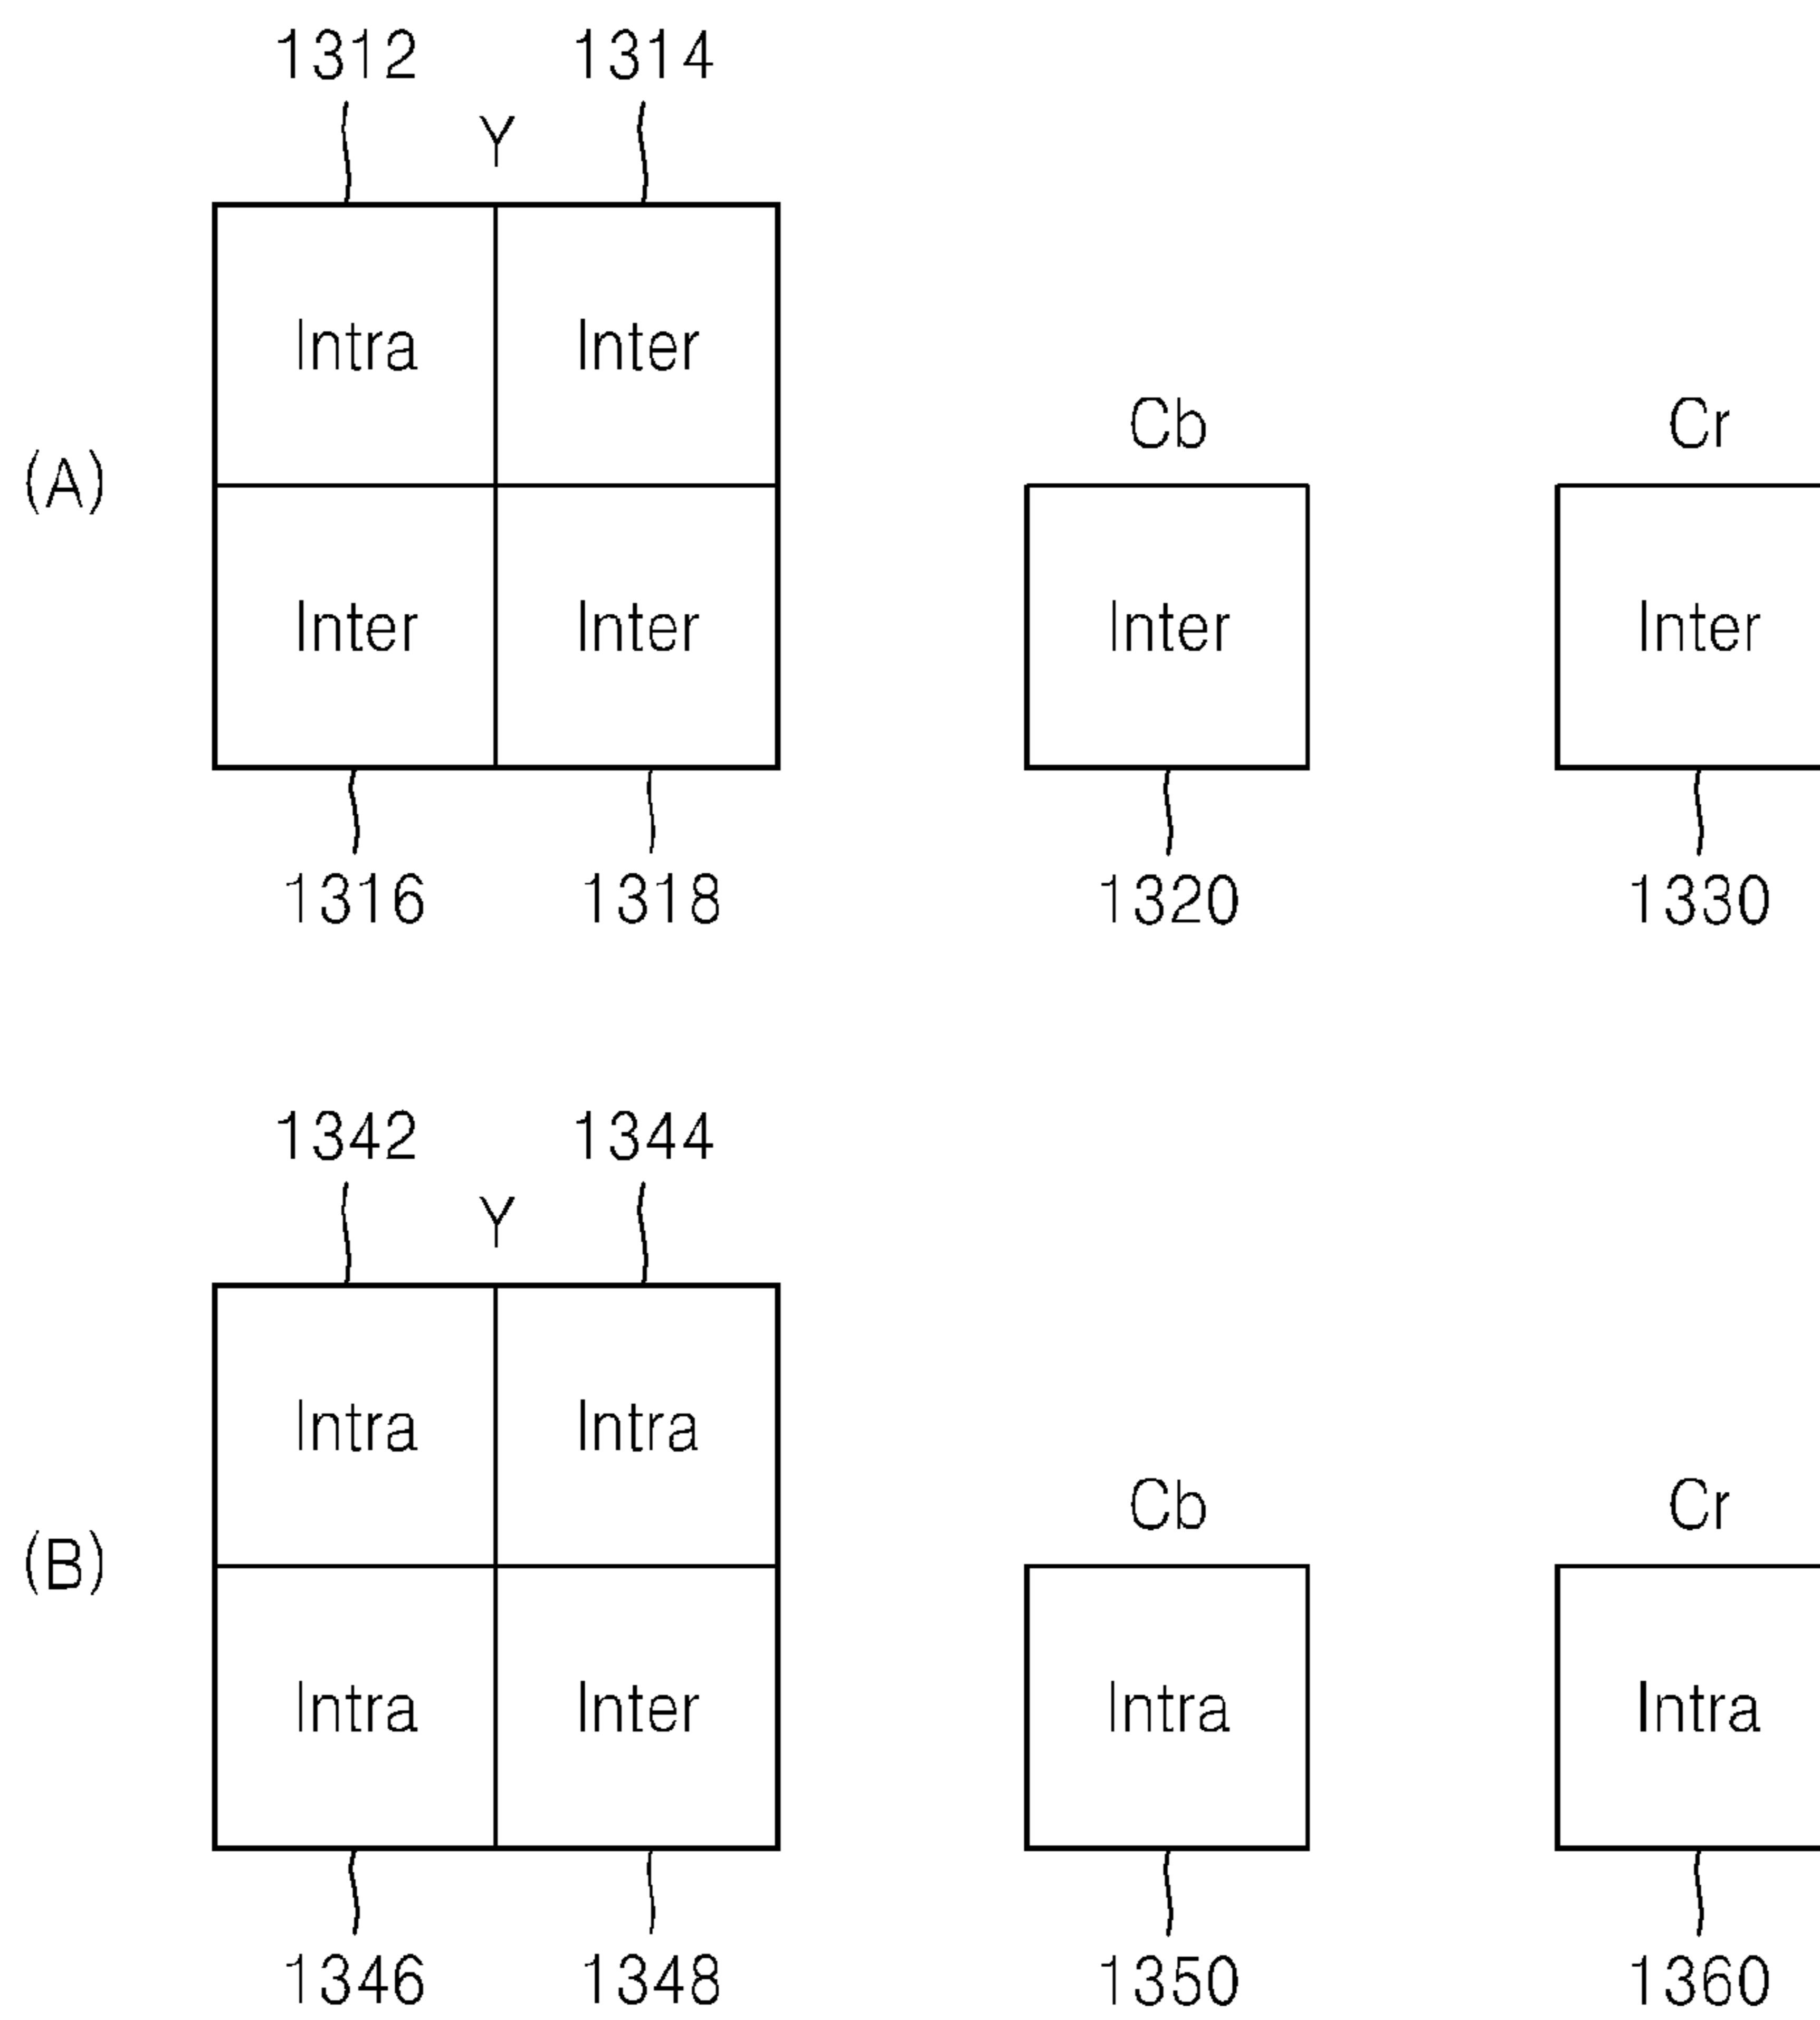 1312 1314
Y
Intra Inter
Cb Cr
(A)
Inter Inter Inter Inter
1316 1318 1320 1330
1342 1344
Y
Intra Intra
Cb Cr
(B)
Intra Inter Intra Intra
1346 1348 1350 1360